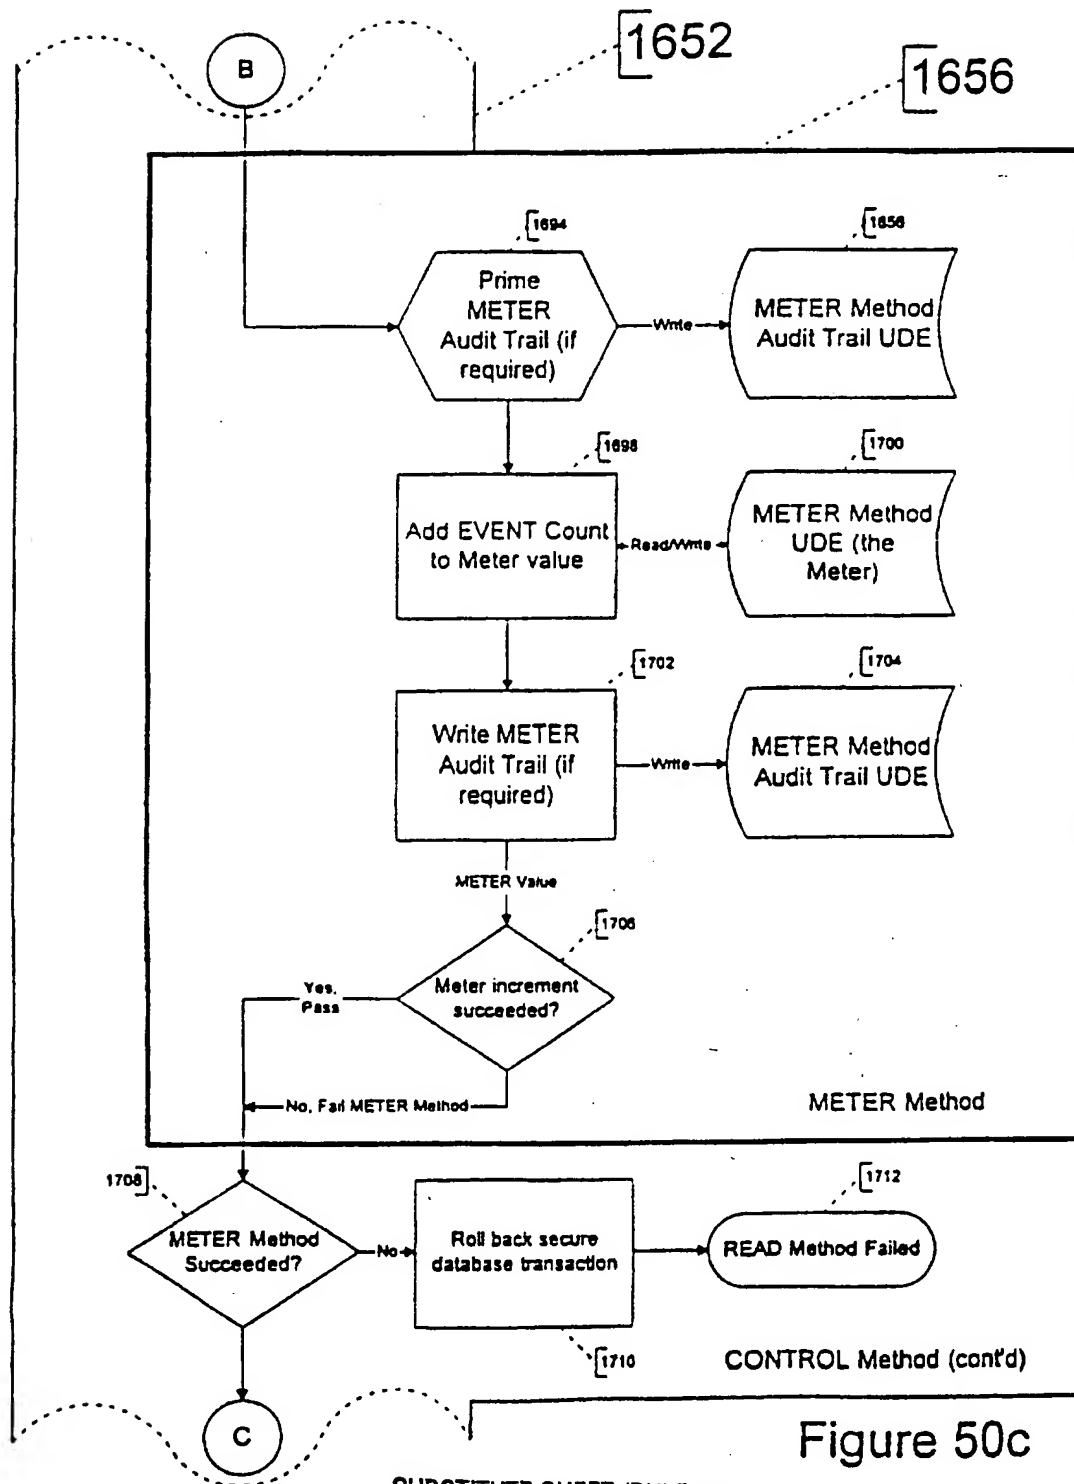 B
1652
1656
1694
Prime
METER
Audit Trail (if
required)
Write
1656
METER Method
Audit Trail UDE
1698
Add EVENT Count
to Meter value
Read/Write
1700
METER Method
UDE (the
Meter)
1702
Write METER
Audit Trail (if
required)
Write
1704
METER Method
Audit Trail UDE
METER Value
1706
Meter increment
succeeded?
Yes,
Pass
No, Fail METER Method
METER Method
1708
METER Method
Succeeded?
No
Roll back secure
database transaction
1710
1712
READ Method Failed
CONTROL Method (cont'd)
C
Figure 50c